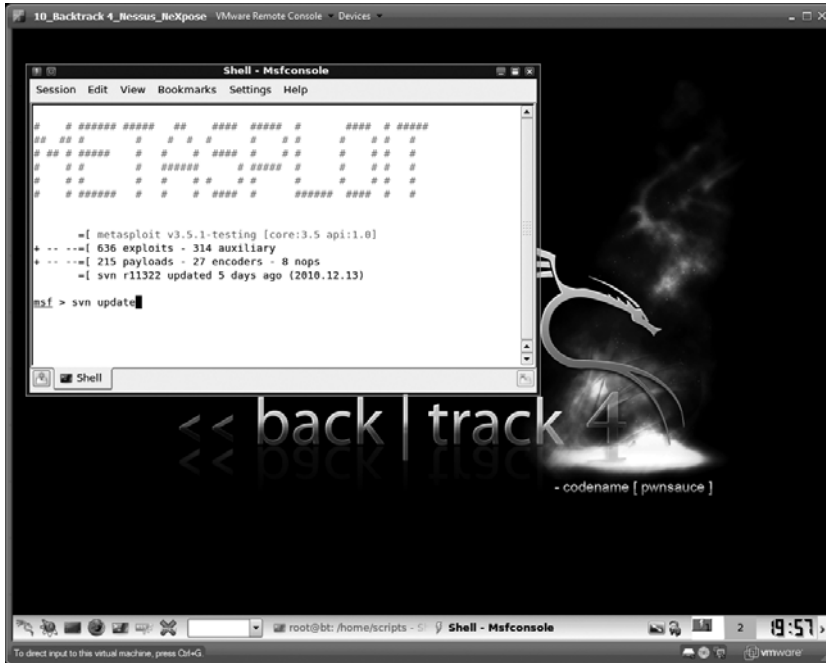 10_Backtrack 4_Nessus_NeXpose VMware Remote Console Devices
Shell - Msfconsole
Session Edit View Bookmarks Settings Help
METASPLOIT
=[ metasploit v3.5.1-testing [core:3.5 api:1.0]
+ -- --=[ 636 exploits - 314 auxiliary
+ -- --=[ 215 payloads - 27 encoders - 8 nops
=[ svn r11322 updated 5 days ago (2010.12.13)
msf > svn update
Shell
<< back | track 4
- codename [ pwnsauce ]
root@bt: /home/scripts - S Shell - Msfconsole 2 19:57
To direct input to this virtual machine, press Ctrl+G. vmware